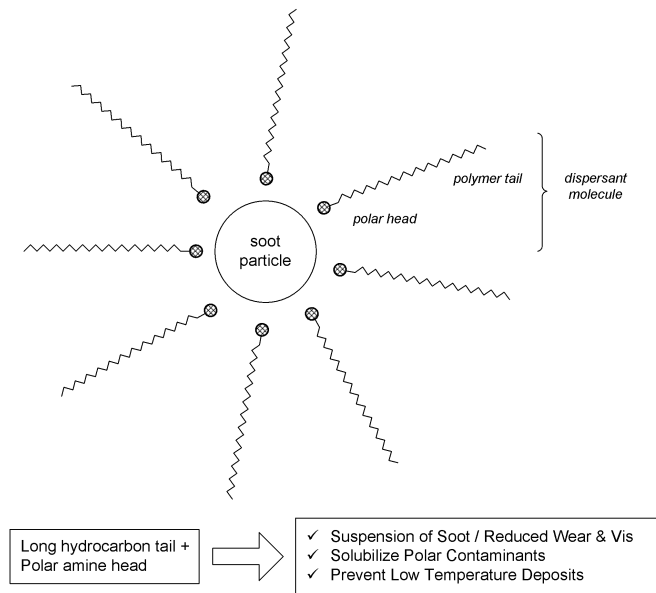 polymer tail
dispersant
molecule
polar head
soot
particle
Long hydrocarbon tail +
Polar amine head
✓ Suspension of Soot / Reduced Wear & Vis
✓ Solubilize Polar Contaminants
✓ Prevent Low Temperature Deposits